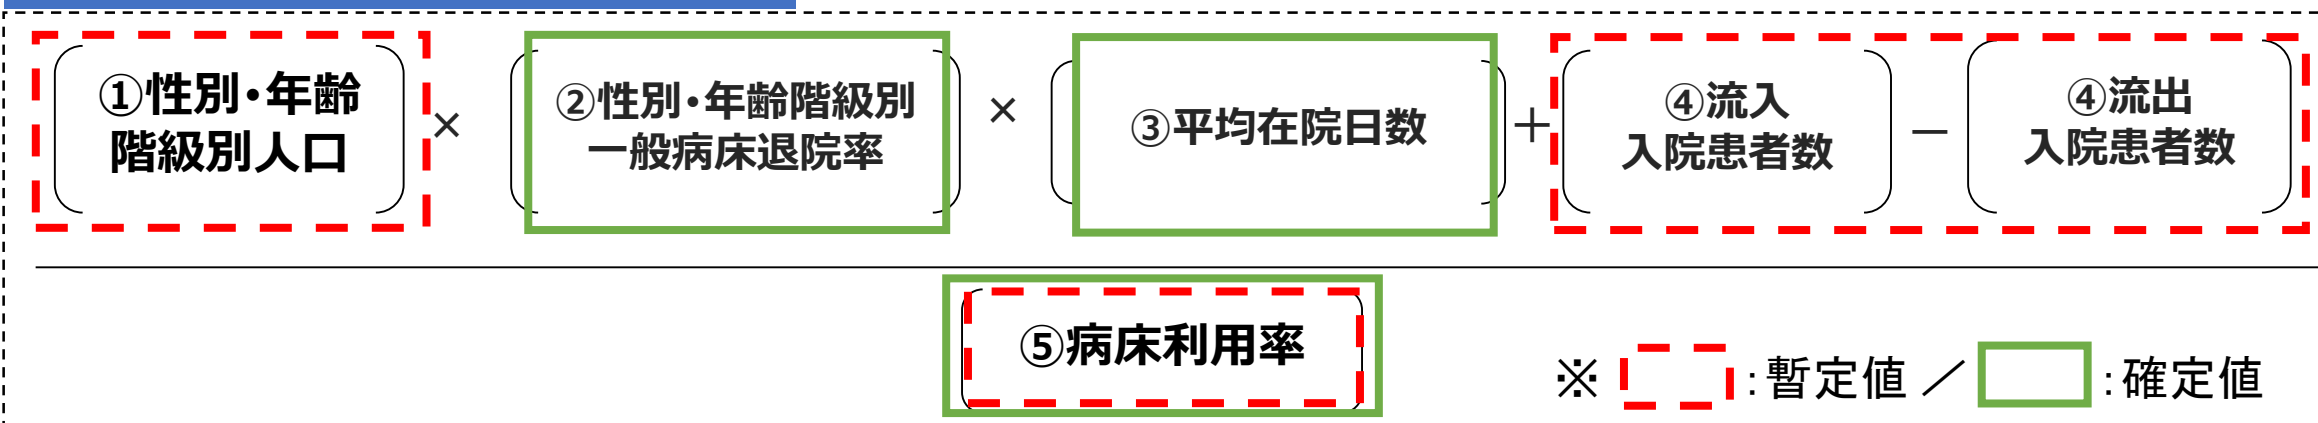 ①性別・年齢
階級別人口
×
②性別・年齢階級別
一般病床退院率
×
③平均在院日数
＋
④流入
入院患者数
－
④流出
入院患者数
⑤病床利用率
※ ：暫定値 ／ ：確定値